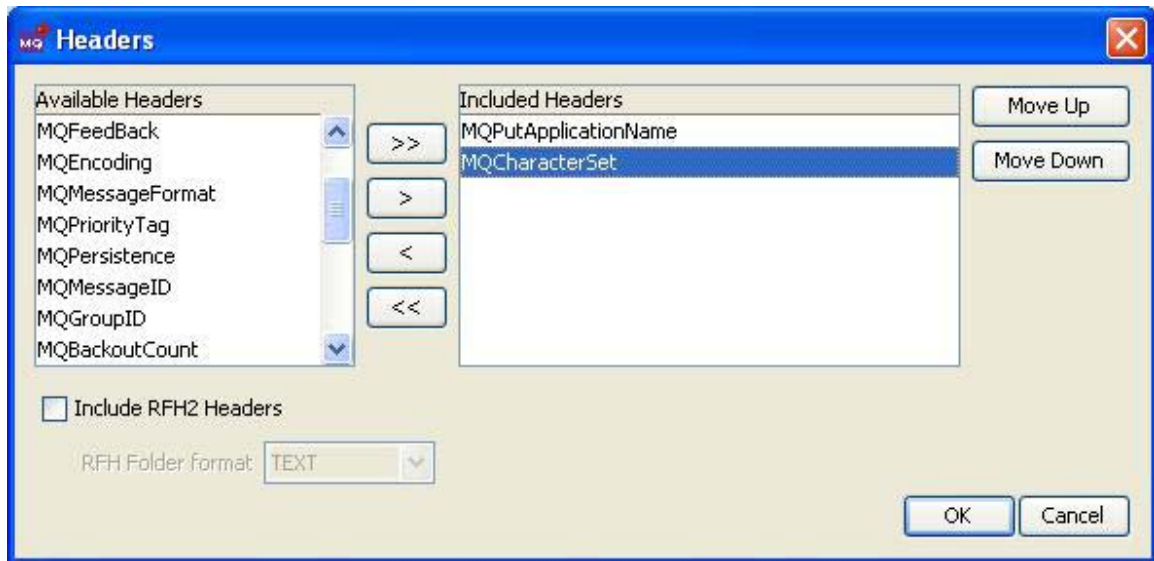 MQ Headers
Available Headers
MQFeedBack
MQEncoding
MQMessageFormat
MQPriorityTag
MQPersistence
MQMessageID
MQGroupID
MQBackoutCount
>>
>
<
<<
Included Headers
MQPutApplicationName
MQCharacterSet
Move Up
Move Down
Include RFH2 Headers
RFH Folder format TEXT
OK Cancel